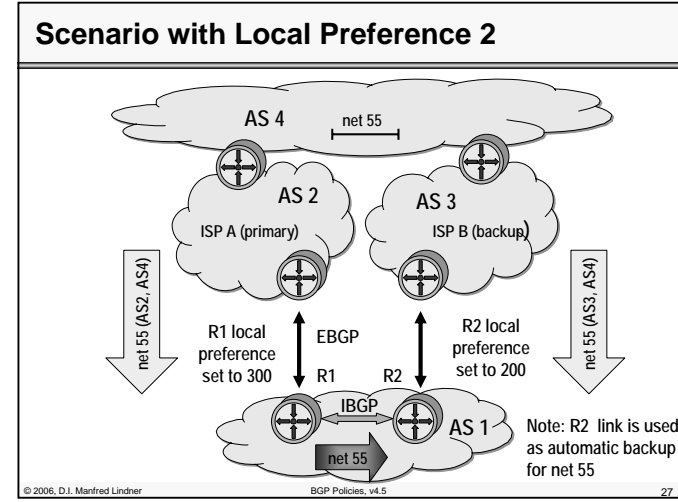 Scenario with Local Preference 2
AS 4
net 55
AS 2
ISP A (primary)
AS 3
ISP B (backup)
net 55 (AS2, AS4)
R1 local
preference
set to 300
EBGP
R2 local
preference
set to 200
net 55 (AS3, AS4)
R1
R2
IBGP
AS 1
net 55
Note: R2 link is used
as automatic backup
for net 55
© 2006, D.I. Manfred Lindner
BGP Policies, v4.5
27